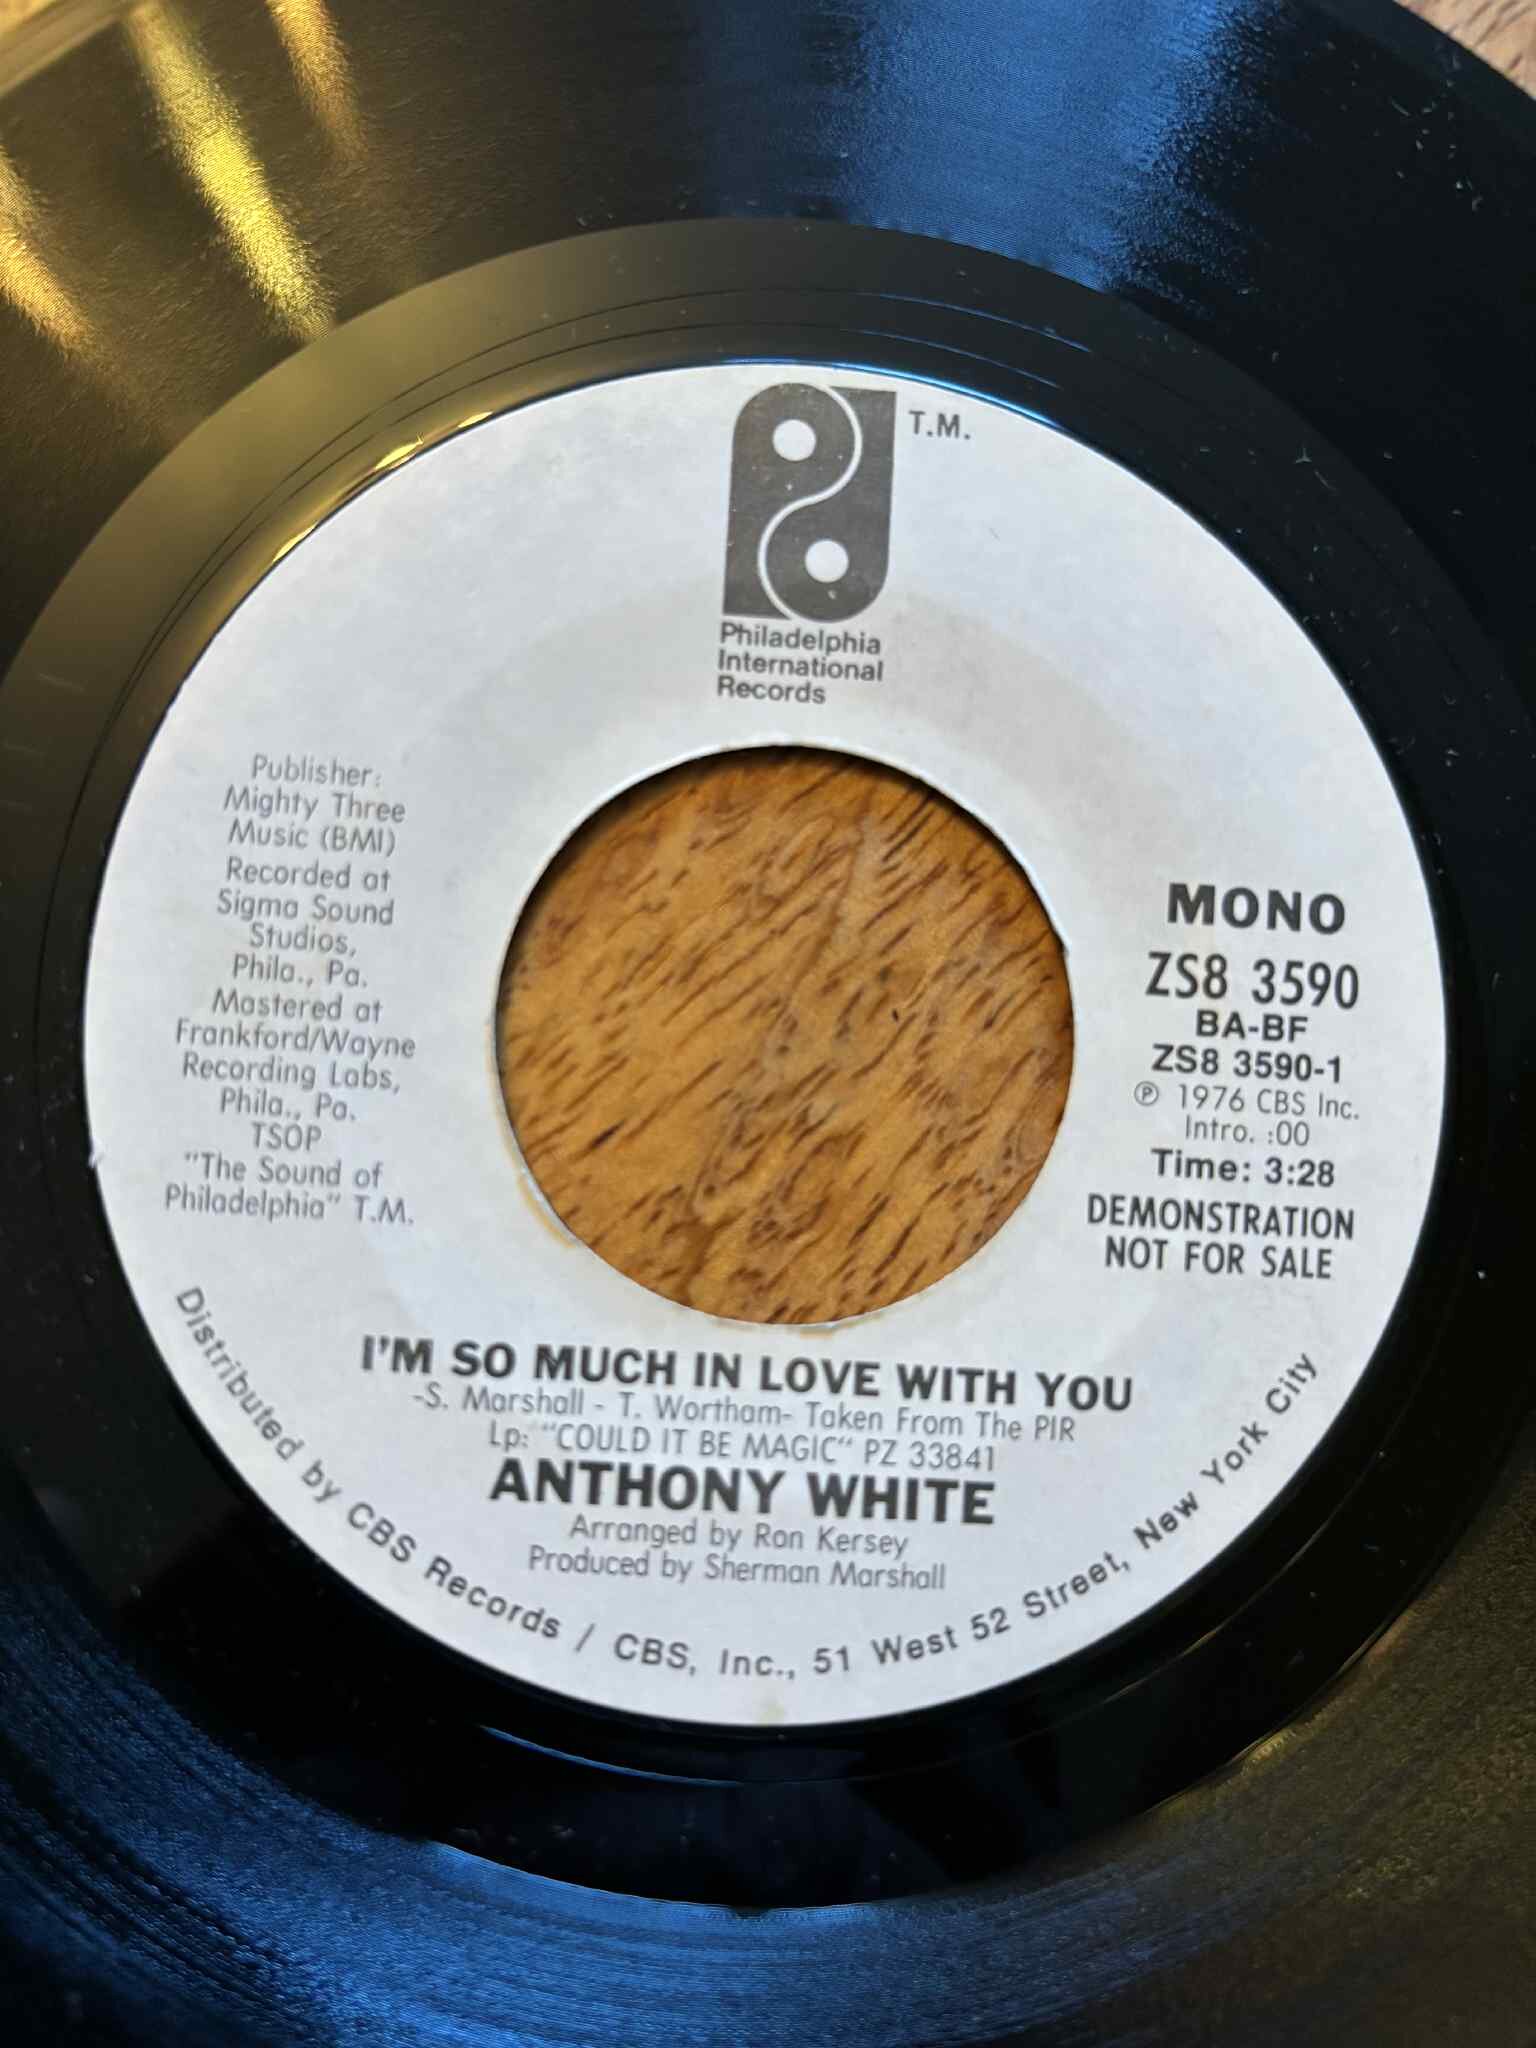 T.M.
Philadelphia
International
Records
Publisher:
Mighty Three
Music (BMI)
Recorded at
Sigma Sound
Studios,
Phila., Pa.
Mastered at
Frankford/Wayne
Recording Labs,
Phila., Pa.
TSOP
"The Sound of
Philadelphia" T.M.
MONO
ZS8 3590
BA-BF
ZS8 3590-1
℗ 1976 CBS Inc.
Intro. :00
Time: 3:28
DEMONSTRATION
NOT FOR SALE
I'M SO MUCH IN LOVE WITH YOU
-S. Marshall - T. Wortham- Taken From The PIR
Lp: "COULD IT BE MAGIC" PZ 33841
ANTHONY WHITE
Arranged by Ron Kersey
Produced by Sherman Marshall
Distributed by CBS Records / CBS, Inc., 51 West 52 Street, New York City